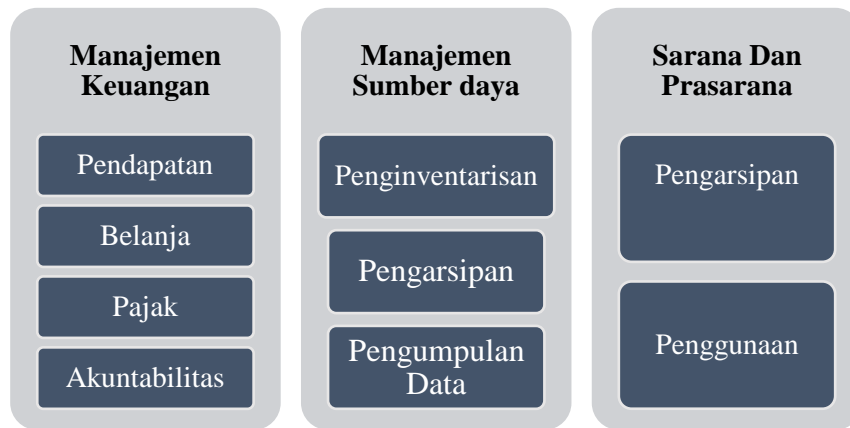 Manajemen
Keuangan
Pendapatan
Belanja
Pajak
Akuntabilitas
Manajemen
Sumber daya
Penginventarisan
Pengarsipan
Pengumpulan
Data
Sarana Dan
Prasarana
Pengarsipan
Penggunaan